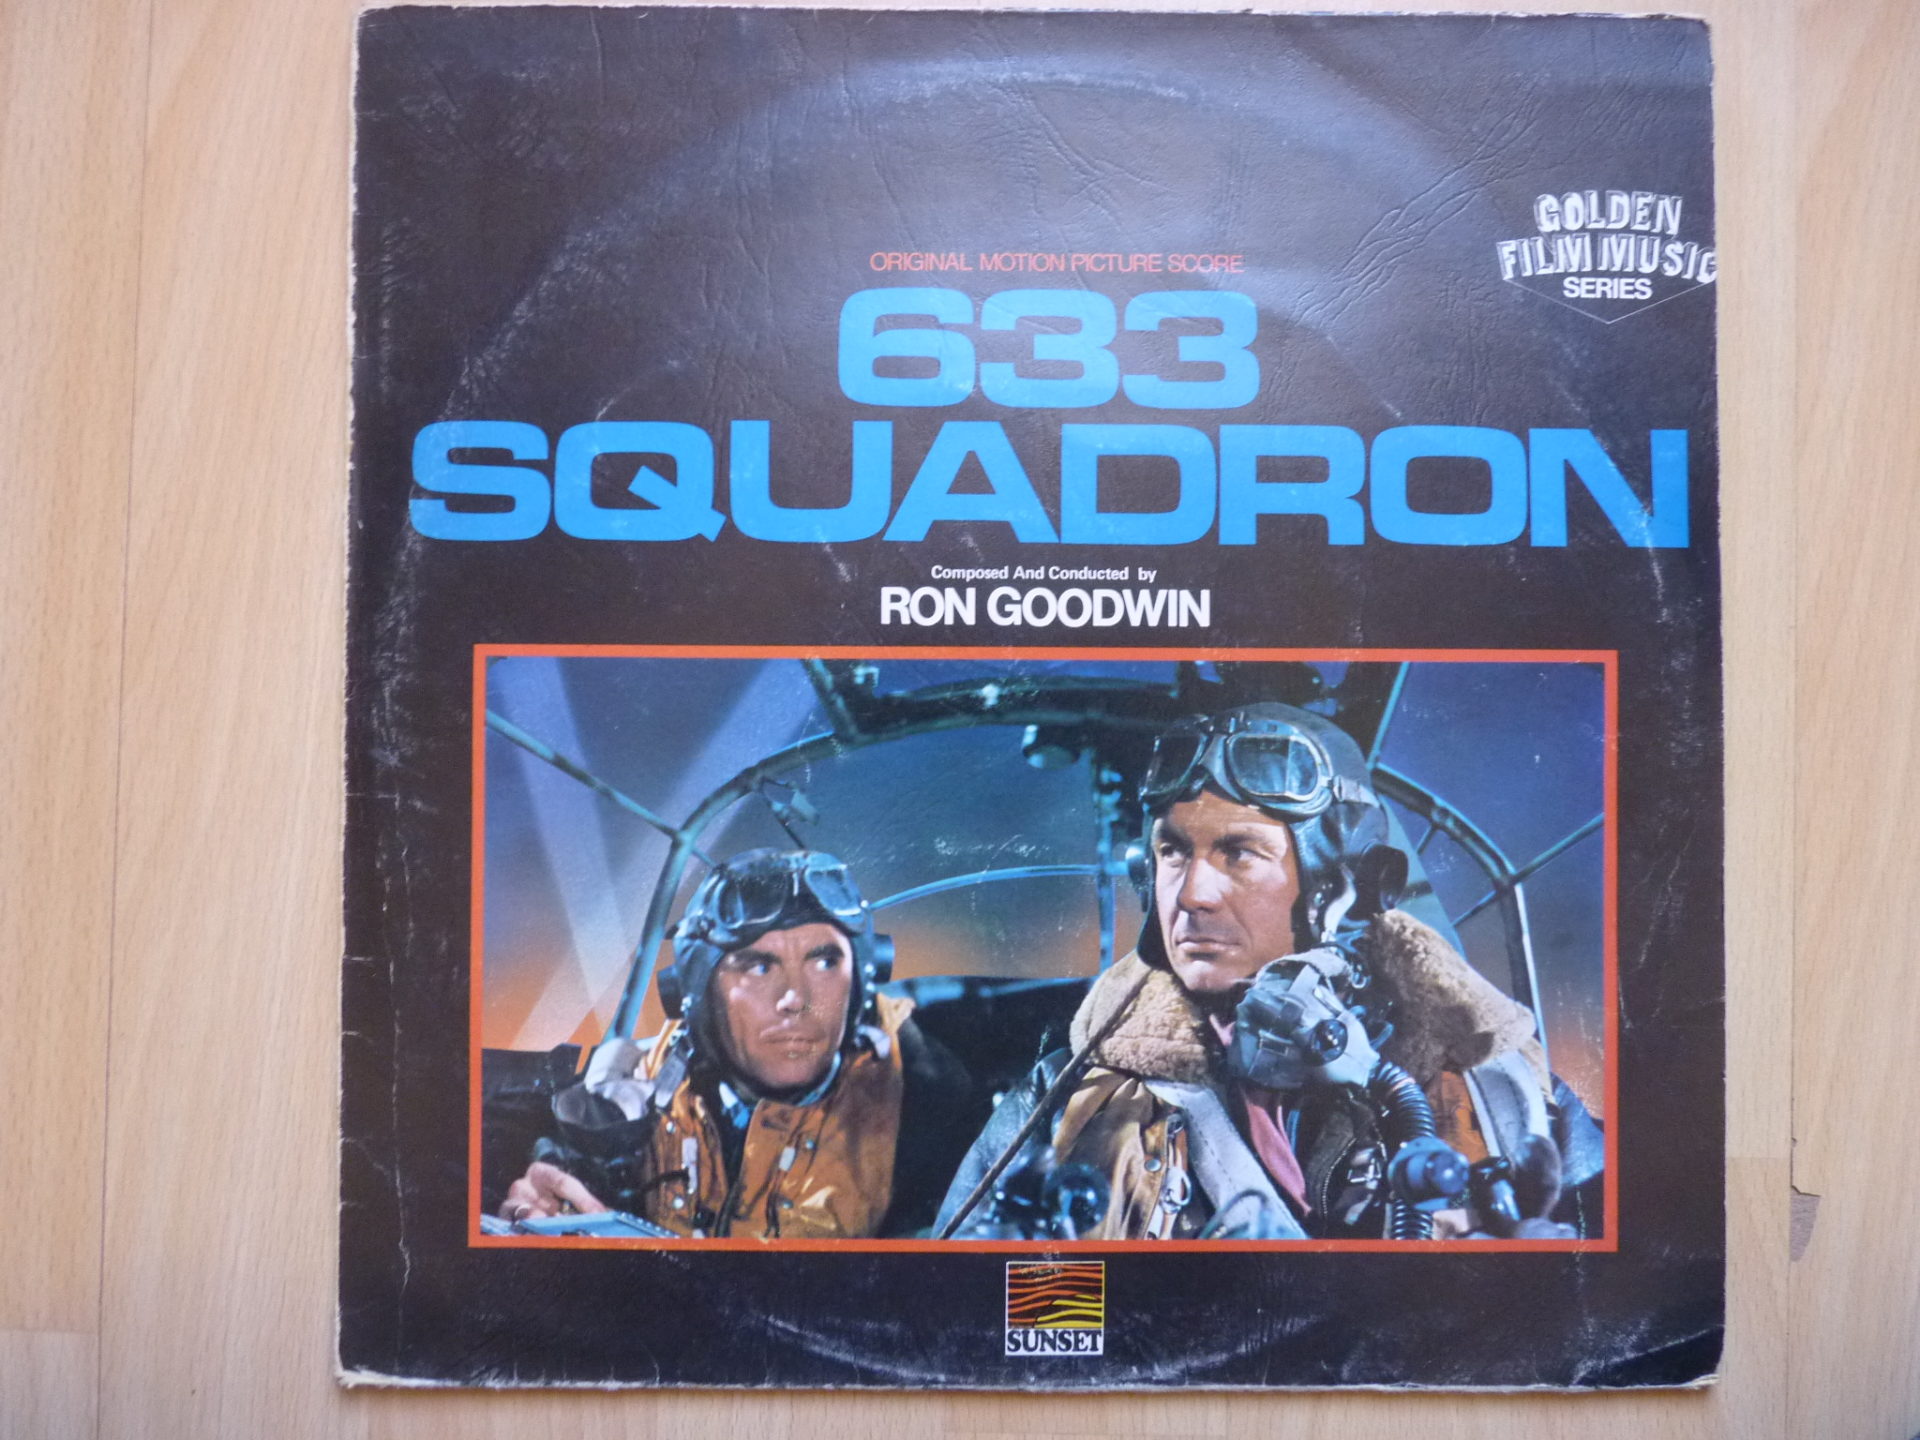 GOLDEN
FILM MUSIC
SERIES
ORIGINAL MOTION PICTURE SCORE
633
SQUADRON
Composed And Conducted by
RON GOODWIN
SUNSET